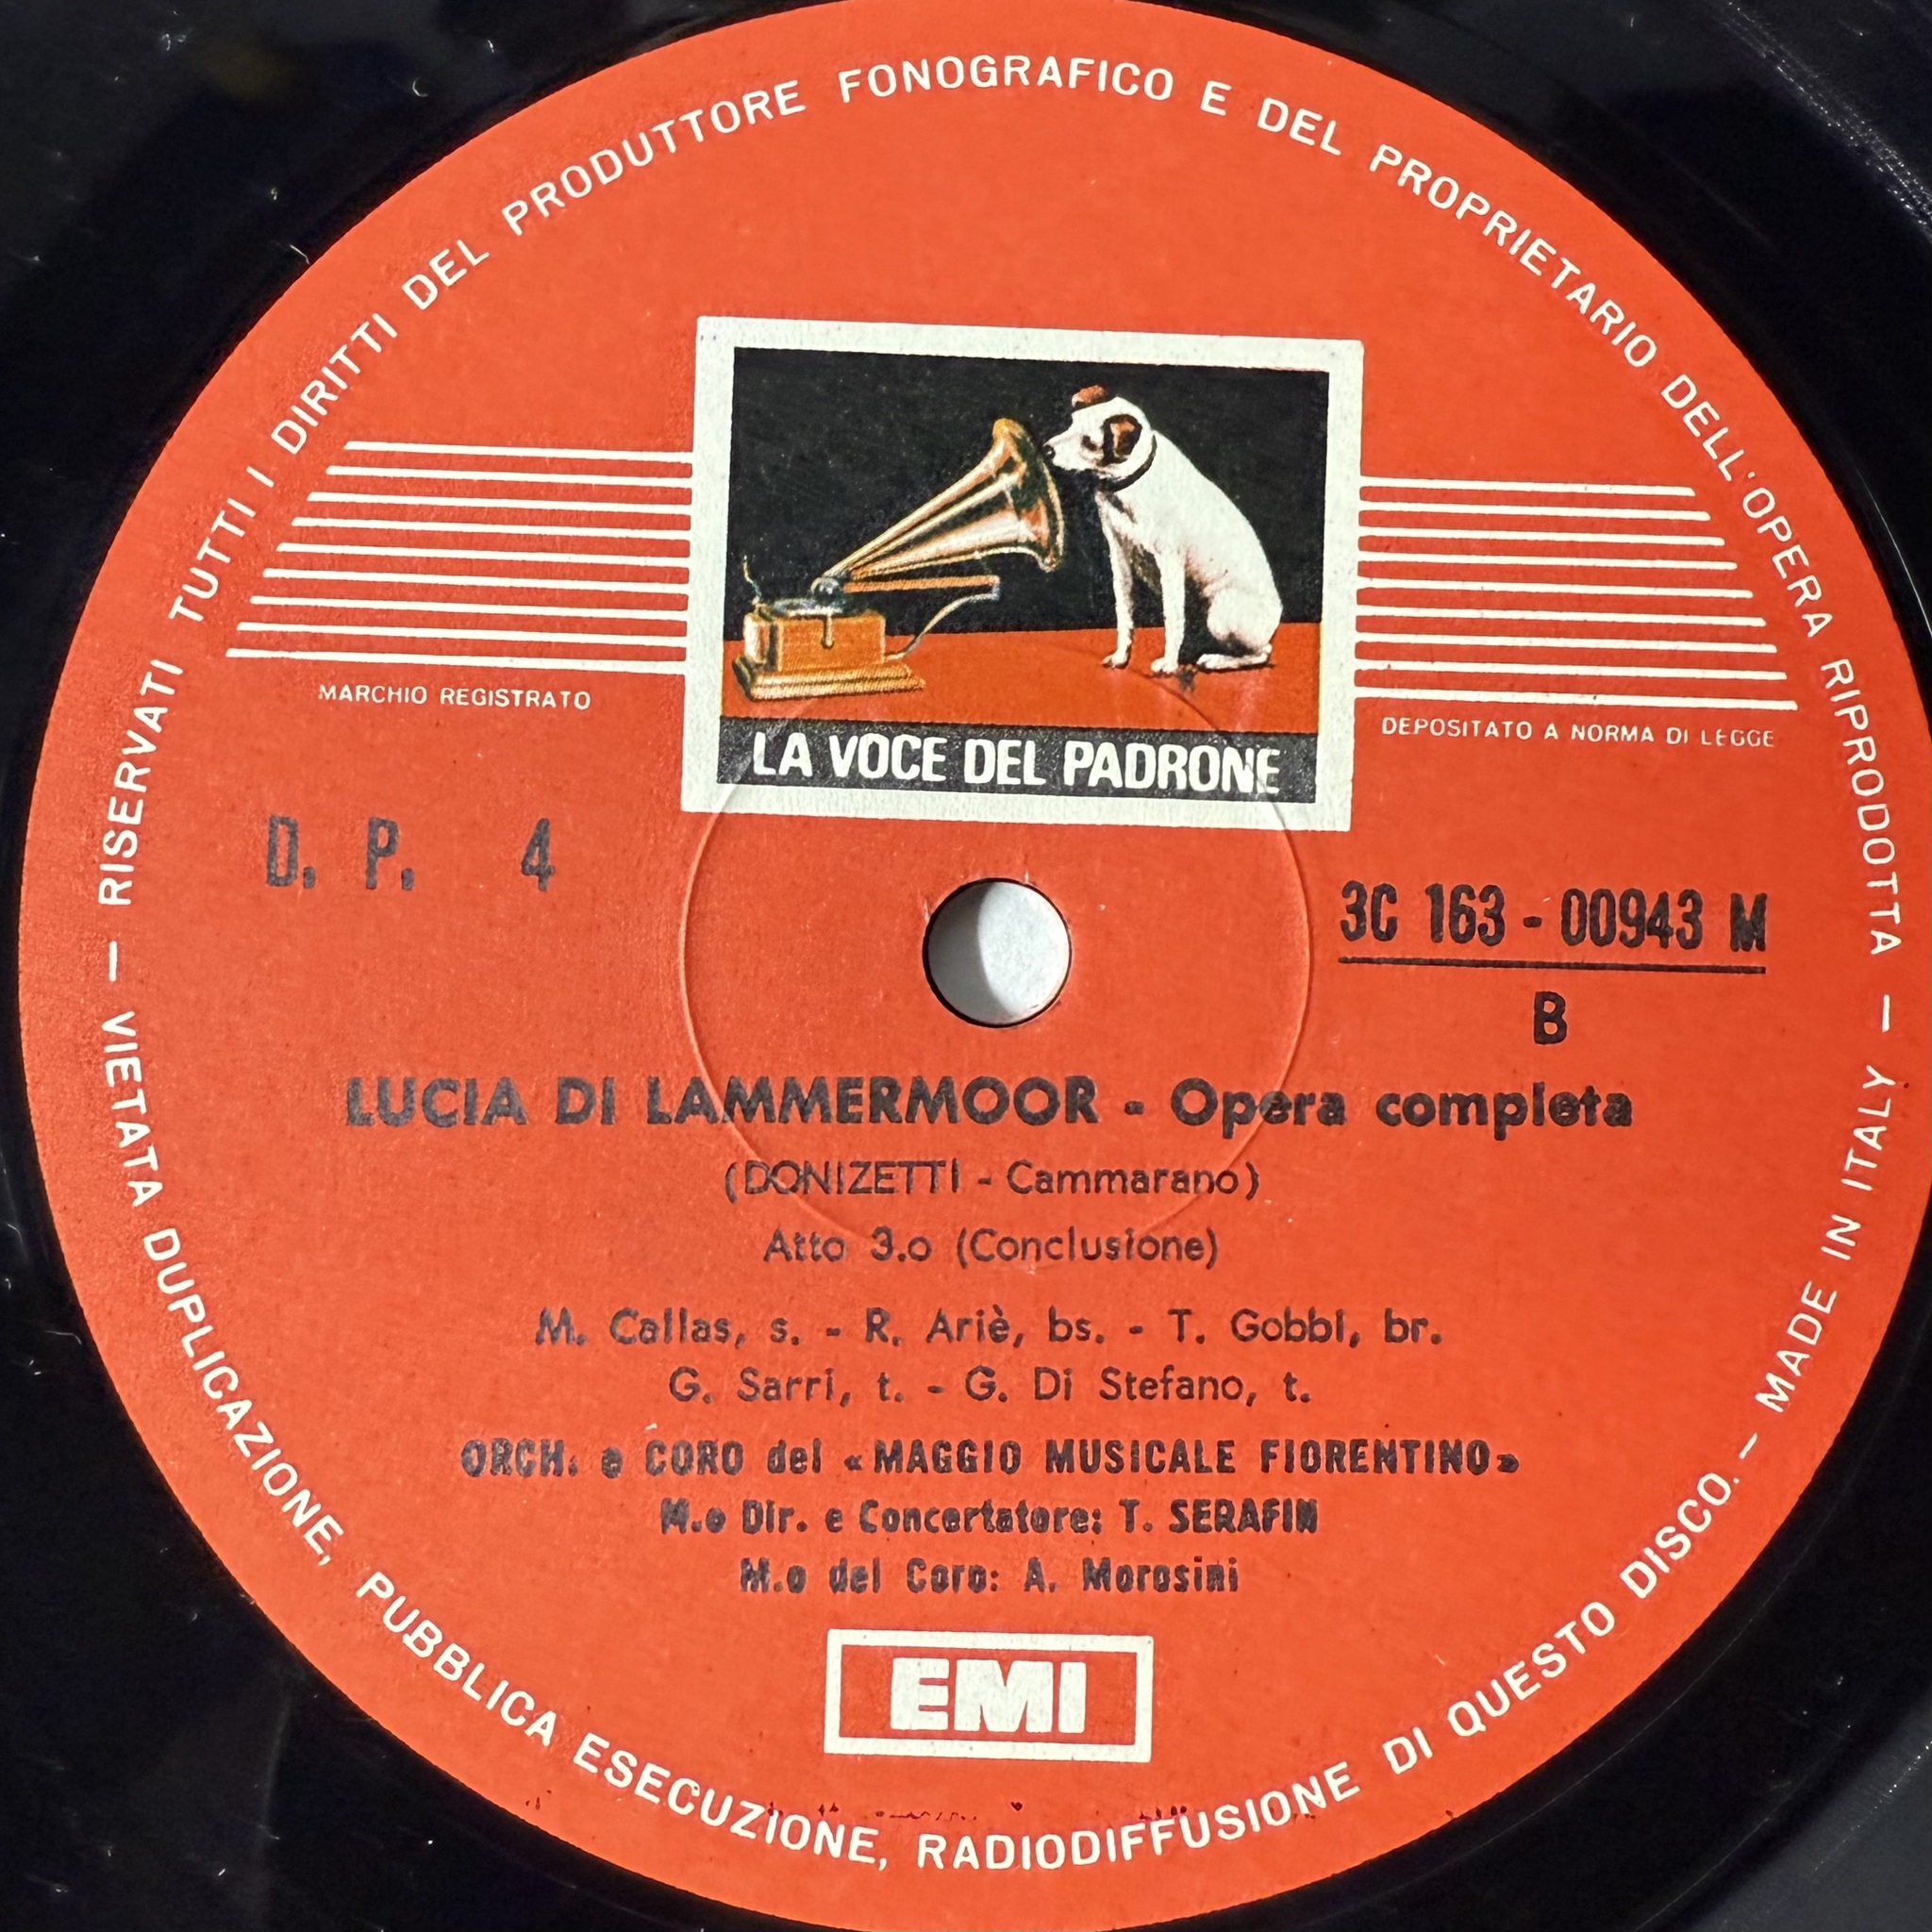 — RISERVATI TUTTI I DIRITTI DEL PRODUTTORE FONOGRAFICO E DEL PROPRIETARIO DELL'OPERA RIPRODOTTA —
MARCHIO REGISTRATO
LA VOCE DEL PADRONE
DEPOSITATO A NORMA DI LEGGE
D. P. 4
3C 163 - 00943 M
B
LUCIA DI LAMMERMOOR - Opera completa
(DONIZETTI - Cammarano)
Atto 3.o (Conclusione)
M. Callas, s. - R. Ariè, bs. - T. Gobbi, br.
G. Sarri, t. - G. Di Stefano, t.
ORCH. e CORO del «MAGGIO MUSICALE FIORENTINO»
M.o Dir. e Concertatore: T. SERAFIN
M.o del Coro: A. Morosini
EMI
VIETATA DUPLICAZIONE, PUBBLICA ESECUZIONE, RADIODIFFUSIONE DI QUESTO DISCO. — MADE IN ITALY